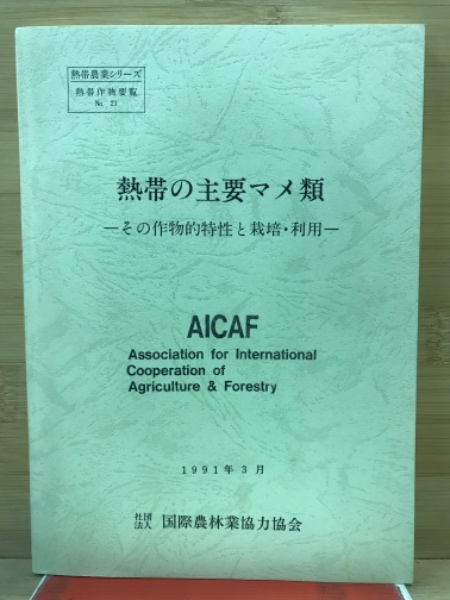 熱帯農業シリーズ
熱帯作物要覧
No. 21
熱帯の主要マメ類
—その作物的特性と栽培・利用—
AICAF
Association for International
Cooperation of
Agriculture & Forestry
1991年3月
社団法人 国際農林業協力協会